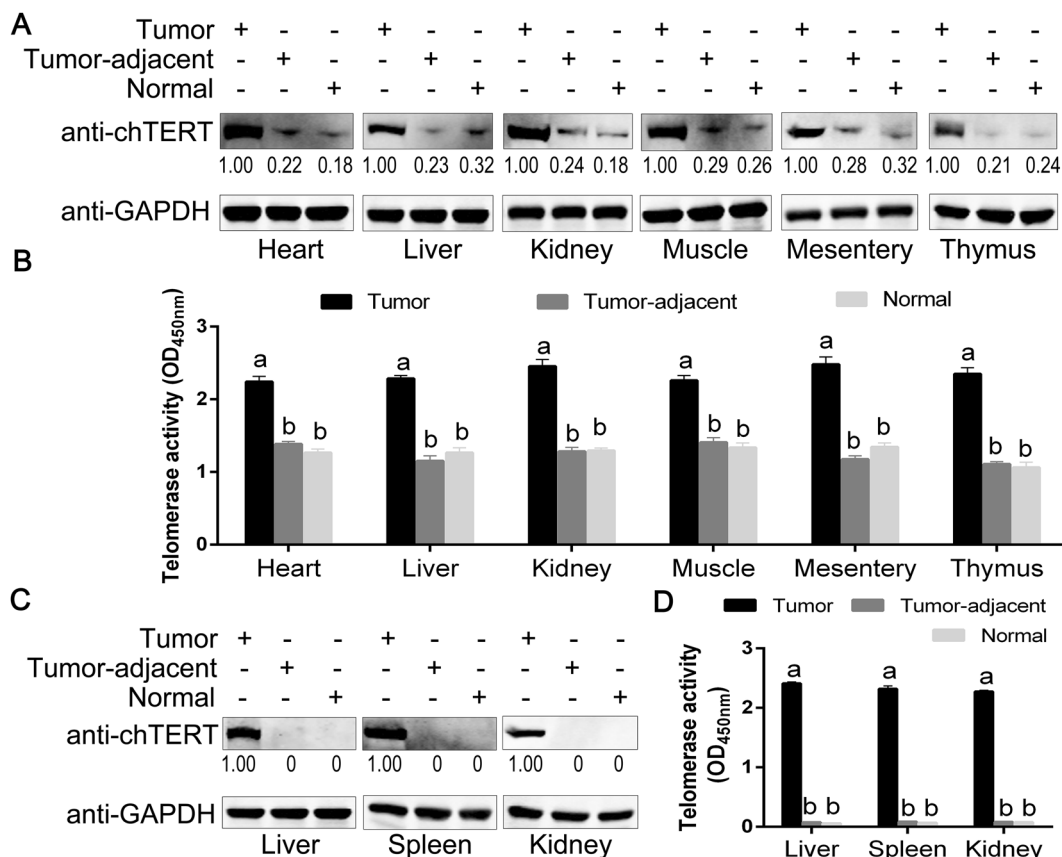 A
Tumor + - - + - - + - - + - - + - - + - -
Tumor-adjacent - + - - + - - + - - + - - + - - + -
Normal - - + - - + - - + - - + - - + - - +
anti-chTERT
1.00 0.22 0.18 1.00 0.23 0.32 1.00 0.24 0.18 1.00 0.29 0.26 1.00 0.28 0.32 1.00 0.21 0.24
anti-GAPDH
Heart Liver Kidney Muscle Mesentery Thymus
B
Tumor Tumor-adjacent Normal
Telomerase activity (OD450nm)
3
2
1
0
a b b a b b a b b a b b a b b a b b
Heart Liver Kidney Muscle Mesentery Thymus
C
Tumor + - - + - - + - -
Tumor-adjacent - + - - + - - + -
Normal - - + - - + - - +
anti-chTERT
1.00 0 0 1.00 0 0 1.00 0 0
anti-GAPDH
Liver Spleen Kidney
D
Tumor Tumor-adjacent
Normal
Telomerase activity
(OD450nm)
3
2
1
0
a b b a b b a b b
Liver Spleen Kidney